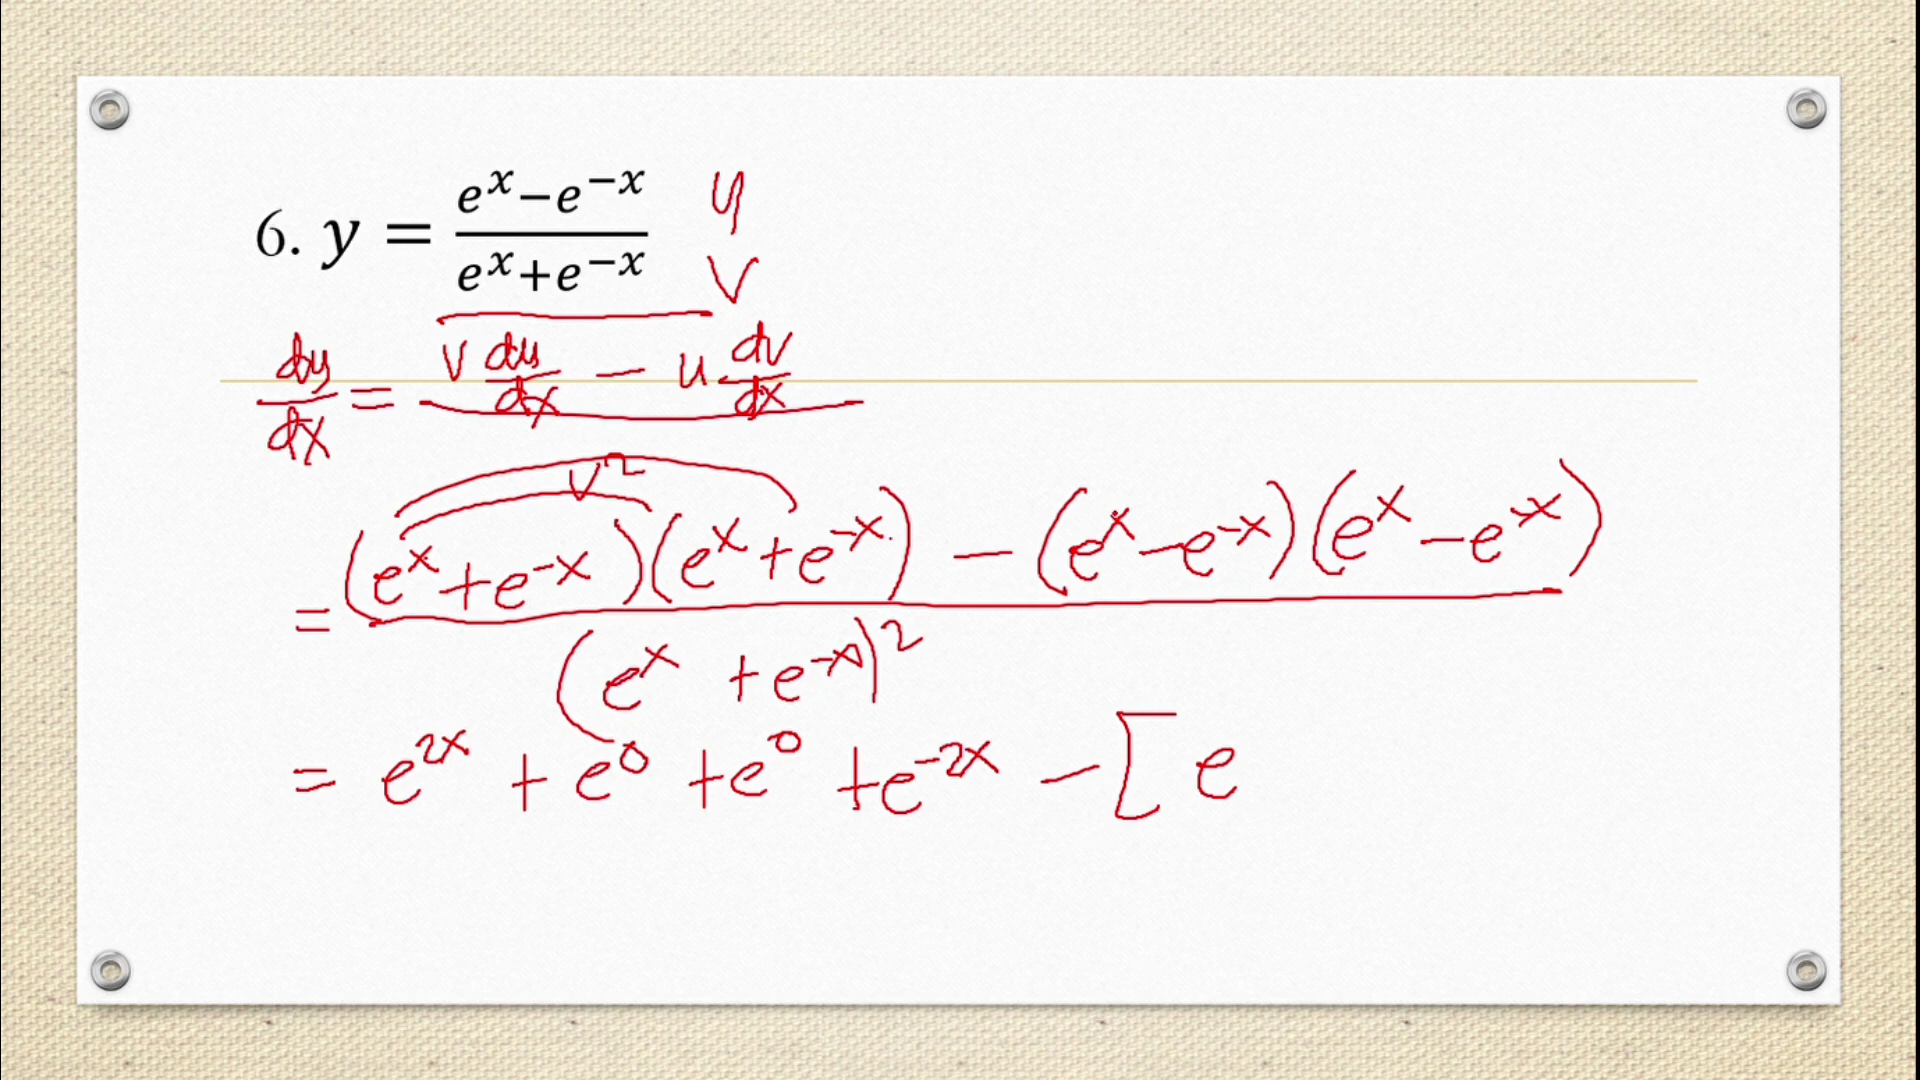 6. y = (e^x − e^−x)/(e^x + e^−x) u
v
dy/dx = (v du/dx − u dv/dx)/v^2
= ((e^x + e^−x)(e^x + e^−x) − (e^x − e^−x)(e^x − e^−x))/(e^x + e^−x)^2
= e^2x + e^0 + e^0 + e^−2x − [e